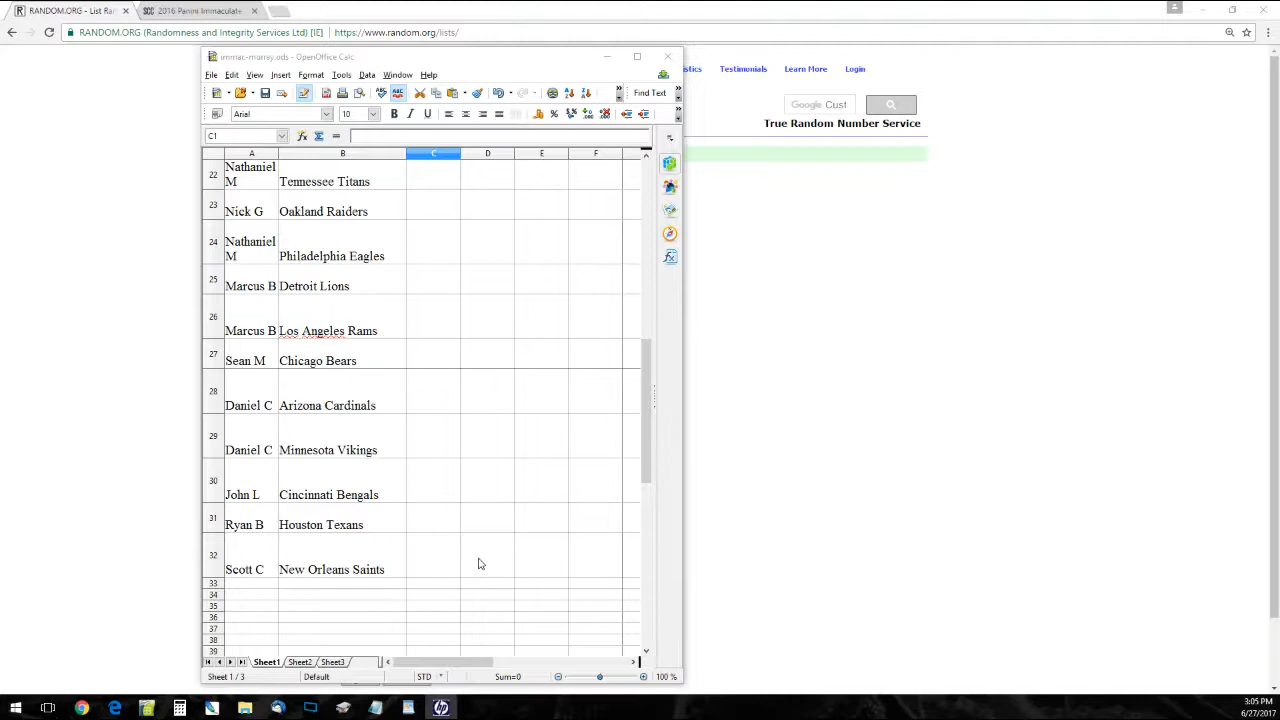 RANDOM.ORG - List Ran
2016 Panini Immaculate
RANDOM.ORG (Randomness and Integrity Services Ltd) [IE]
https://www.random.org/lists/
immac-murray.ods - OpenOffice Calc
File Edit View Insert Format Tools Data Window Help
Find Text
Arial 10 B I U
C1
A B C D E F
22 Nathaniel M Tennessee Titans
23 Nick G Oakland Raiders
24 Nathaniel M Philadelphia Eagles
25 Marcus B Detroit Lions
26 Marcus B Los Angeles Rams
27 Sean M Chicago Bears
28 Daniel C Arizona Cardinals
29 Daniel C Minnesota Vikings
30 John L Cincinnati Bengals
31 Ryan B Houston Texans
32 Scott C New Orleans Saints
33
34
35
36
37
38
39
Sheet1 Sheet2 Sheet3
Sheet 1 / 3 Default STD * Sum=0 100 %
stics Testimonials Learn More Login
Google Cust
True Random Number Service
3:05 PM
6/27/2017